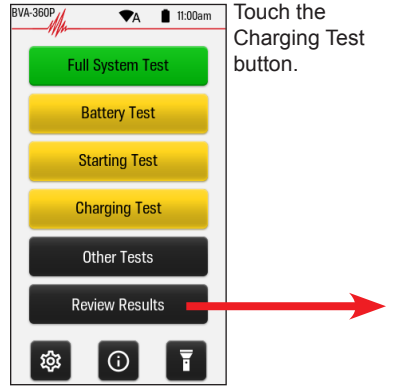 BVA-360P A 11:00am
Full System Test
Battery Test
Starting Test
Charging Test
Other Tests
Review Results
Touch the
Charging Test
button.